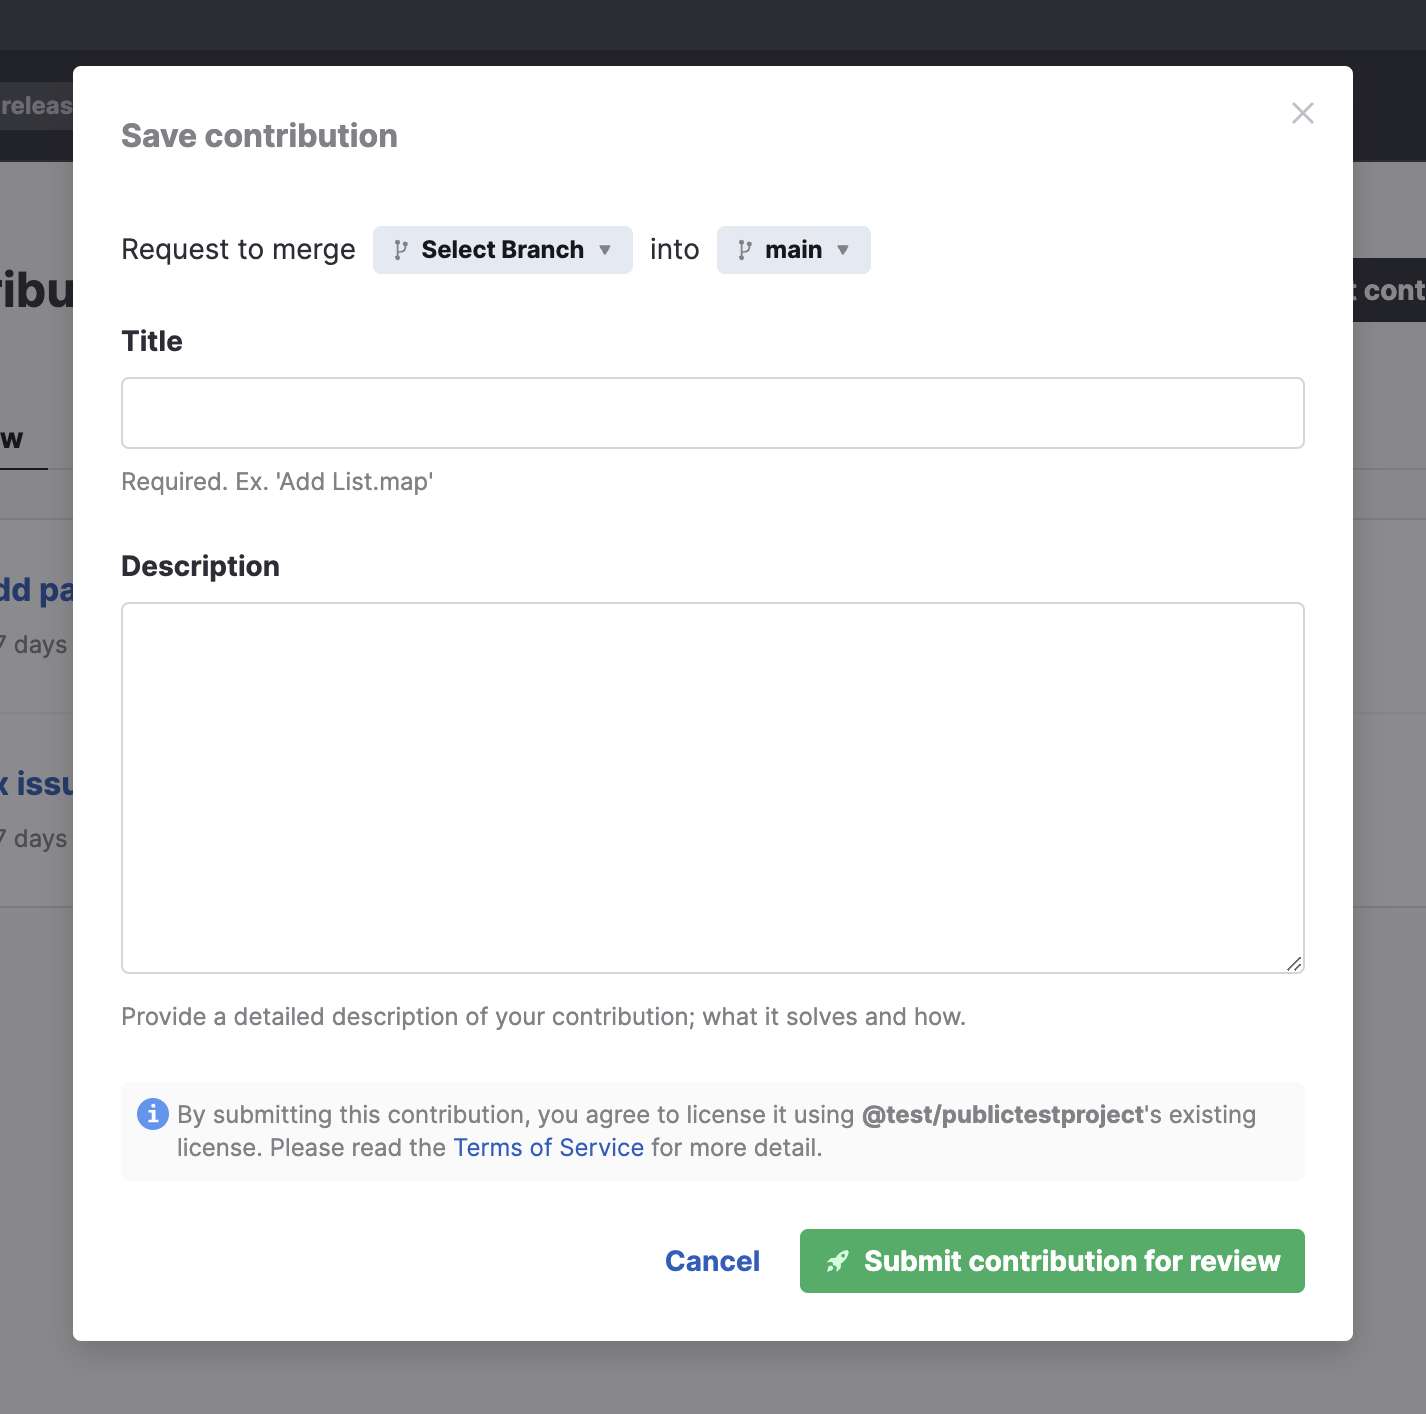 releas
Save contribution
Request to merge Select Branch into main
ribu
t cont
Title
w
Required. Ex. 'Add List.map'
Description
dd pa
7 days
x issu
7 days
Provide a detailed description of your contribution; what it solves and how.
By submitting this contribution, you agree to license it using @test/publictestproject's existing
license. Please read the Terms of Service for more detail.
Cancel Submit contribution for review